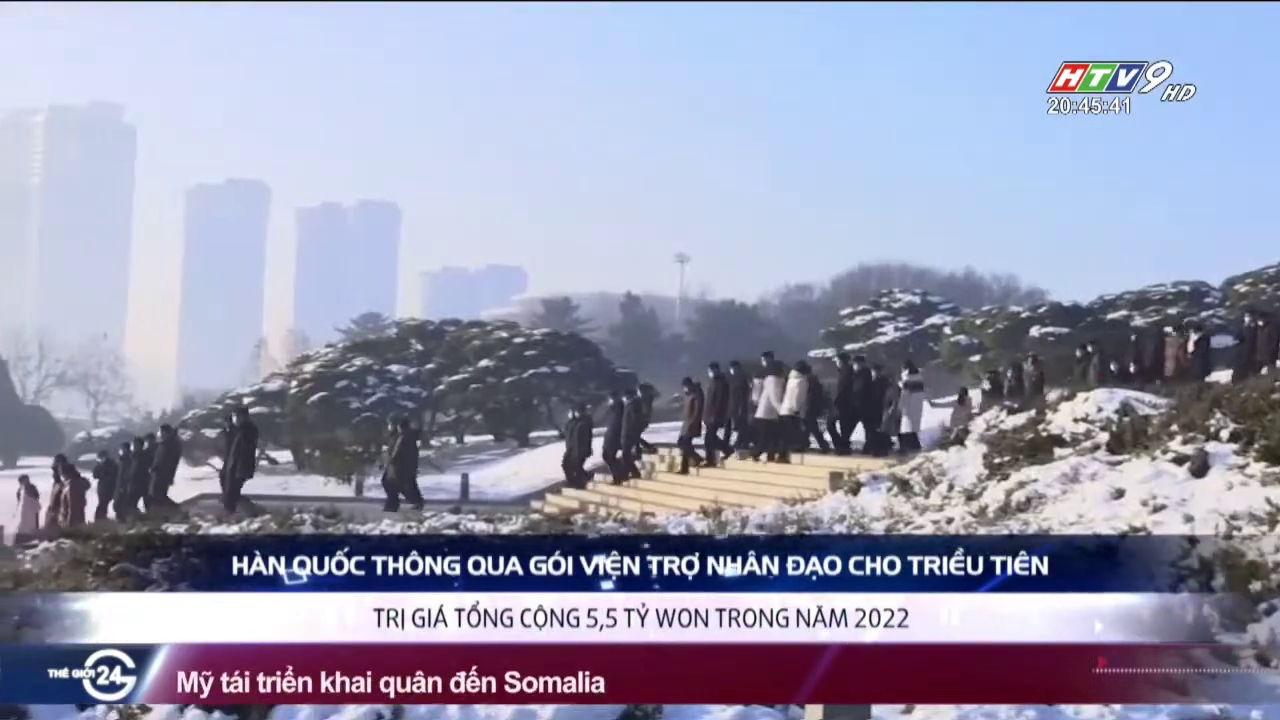 HTV9 HD
20:45:41
HÀN QUỐC THÔNG QUA GÓI VIỆN TRỢ NHÂN ĐẠO CHO TRIỀU TIÊN
TRỊ GIÁ TỔNG CỘNG 5,5 TỶ WON TRONG NĂM 2022
THẾ GIỚI 24G
Mỹ tái triển khai quân đến Somalia